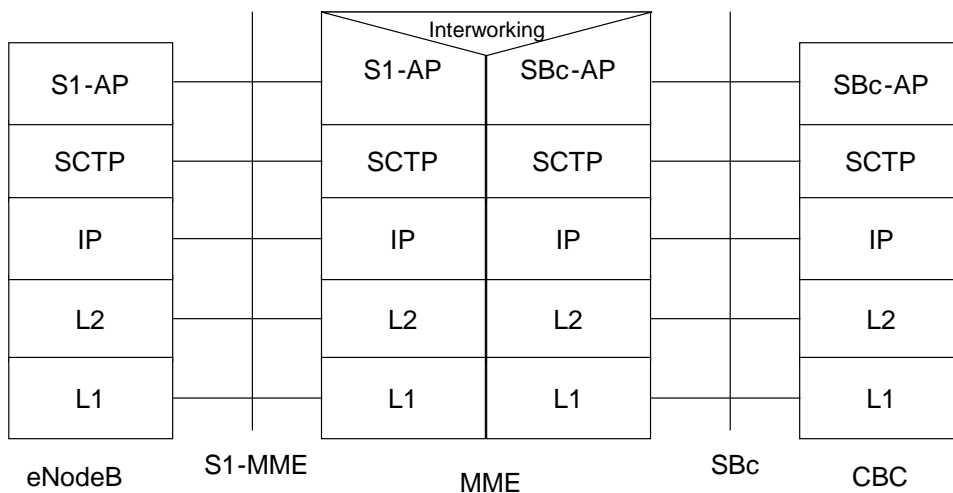 Interworking
S1-AP S1-AP SBc-AP SBc-AP
SCTP SCTP SCTP SCTP
IP IP IP IP
L2 L2 L2 L2
L1 L1 L1 L1
eNodeB S1-MME MME SBc CBC